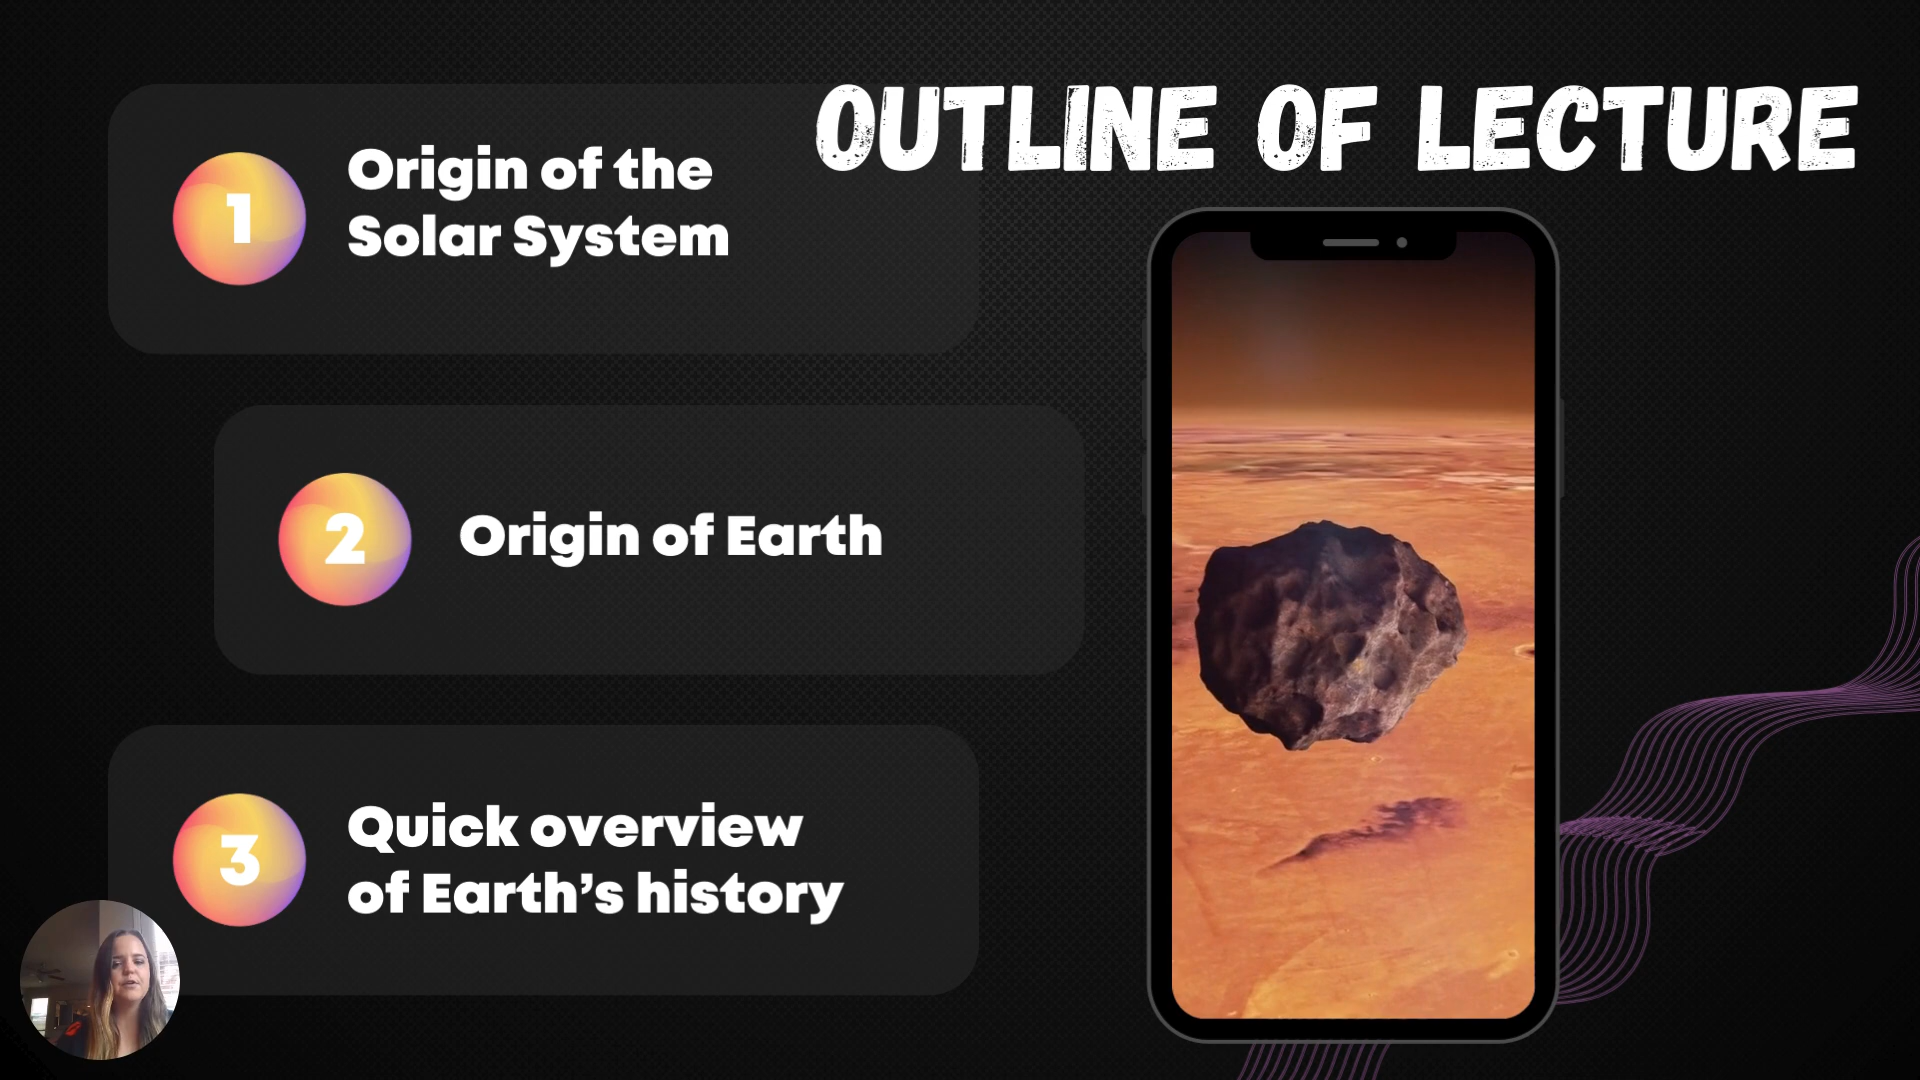 OUTLINE OF LECTURE
1
Origin of the
Solar System
2
Origin of Earth
3
Quick overview
of Earth's history